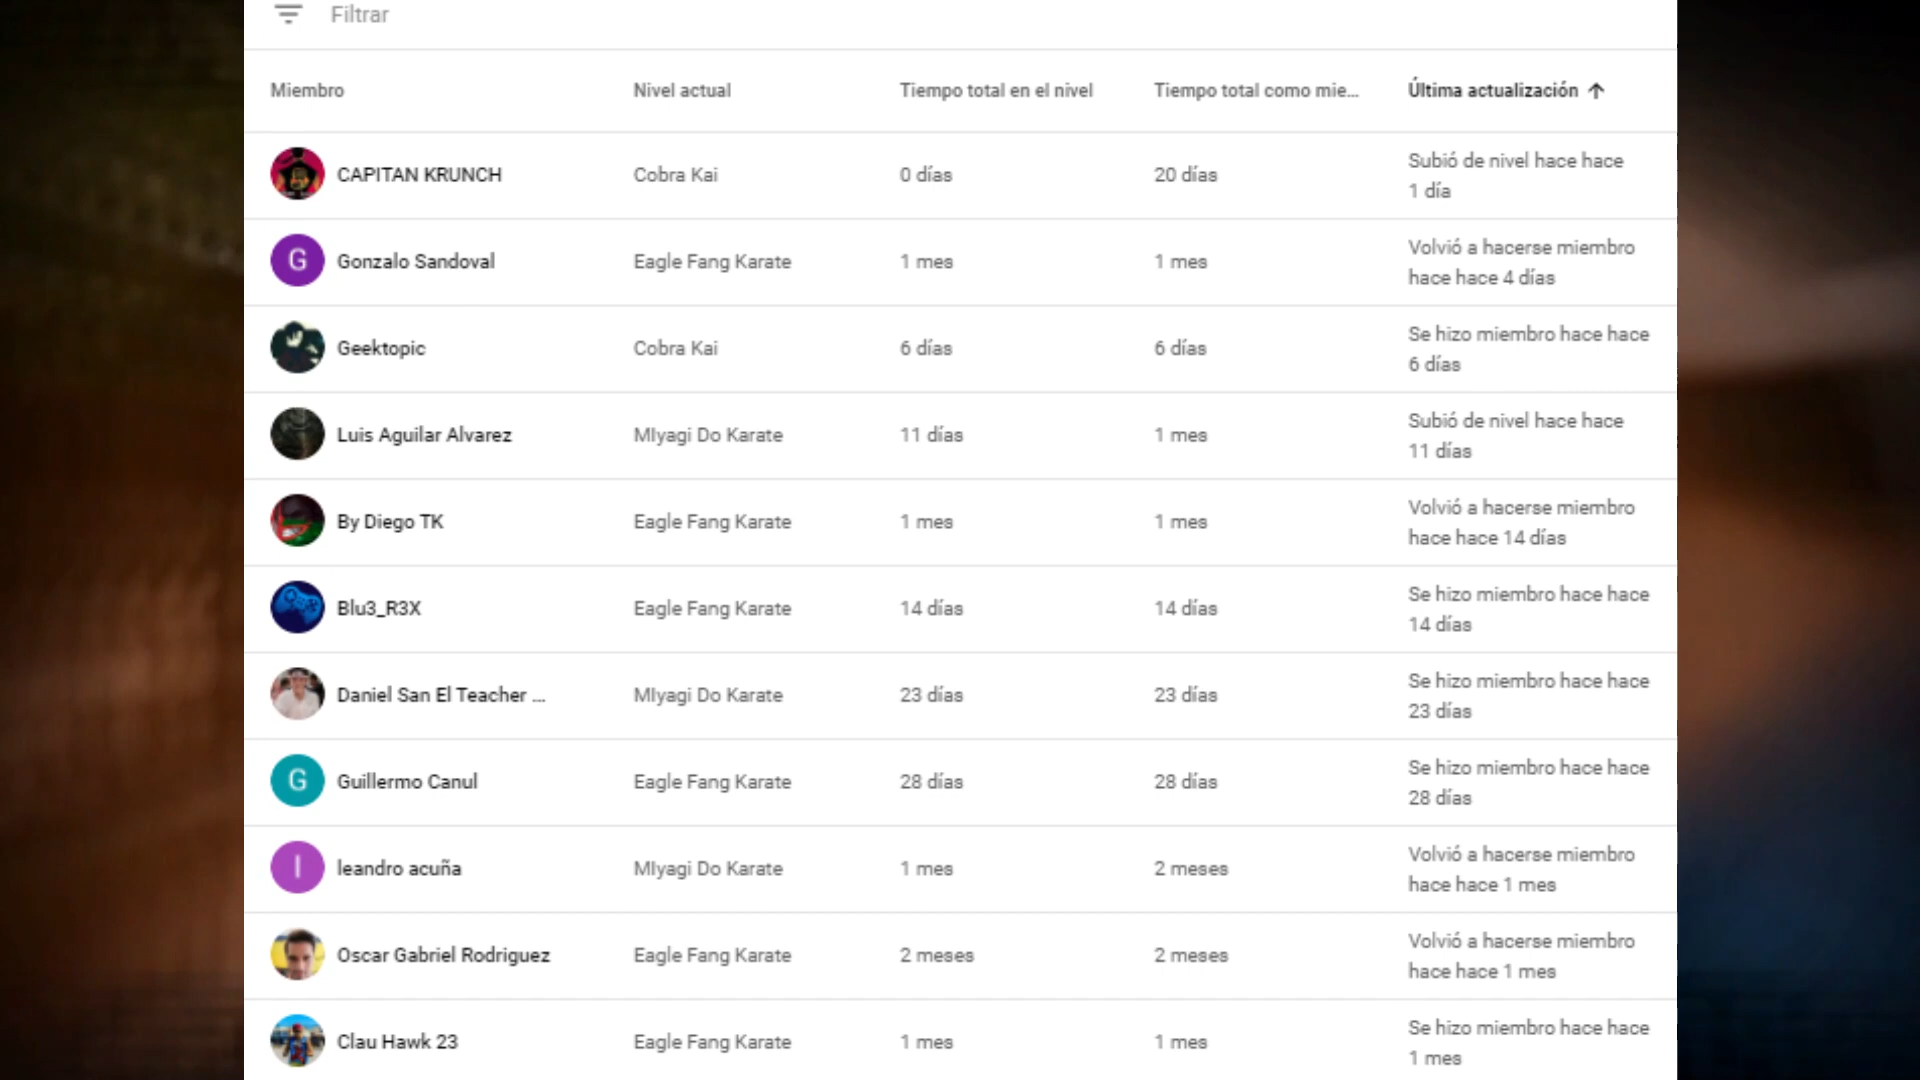 Filtrar
Miembro Nivel actual Tiempo total en el nivel Tiempo total como mie... Última actualización
CAPITAN KRUNCH Cobra Kai 0 días 20 días Subió de nivel hace hace
1 día
G Gonzalo Sandoval Eagle Fang Karate 1 mes 1 mes Volvió a hacerse miembro
hace hace 4 días
Geektopic Cobra Kai 6 días 6 días Se hizo miembro hace hace
6 días
Luis Aguilar Alvarez MIyagi Do Karate 11 días 1 mes Subió de nivel hace hace
11 días
By Diego TK Eagle Fang Karate 1 mes 1 mes Volvió a hacerse miembro
hace hace 14 días
Blu3_R3X Eagle Fang Karate 14 días 14 días Se hizo miembro hace hace
14 días
Daniel San El Teacher ... MIyagi Do Karate 23 días 23 días Se hizo miembro hace hace
23 días
G Guillermo Canul Eagle Fang Karate 28 días 28 días Se hizo miembro hace hace
28 días
l leandro acuña MIyagi Do Karate 1 mes 2 meses Volvió a hacerse miembro
hace hace 1 mes
Oscar Gabriel Rodriguez Eagle Fang Karate 2 meses 2 meses Volvió a hacerse miembro
hace hace 1 mes
Clau Hawk 23 Eagle Fang Karate 1 mes 1 mes Se hizo miembro hace hace
1 mes